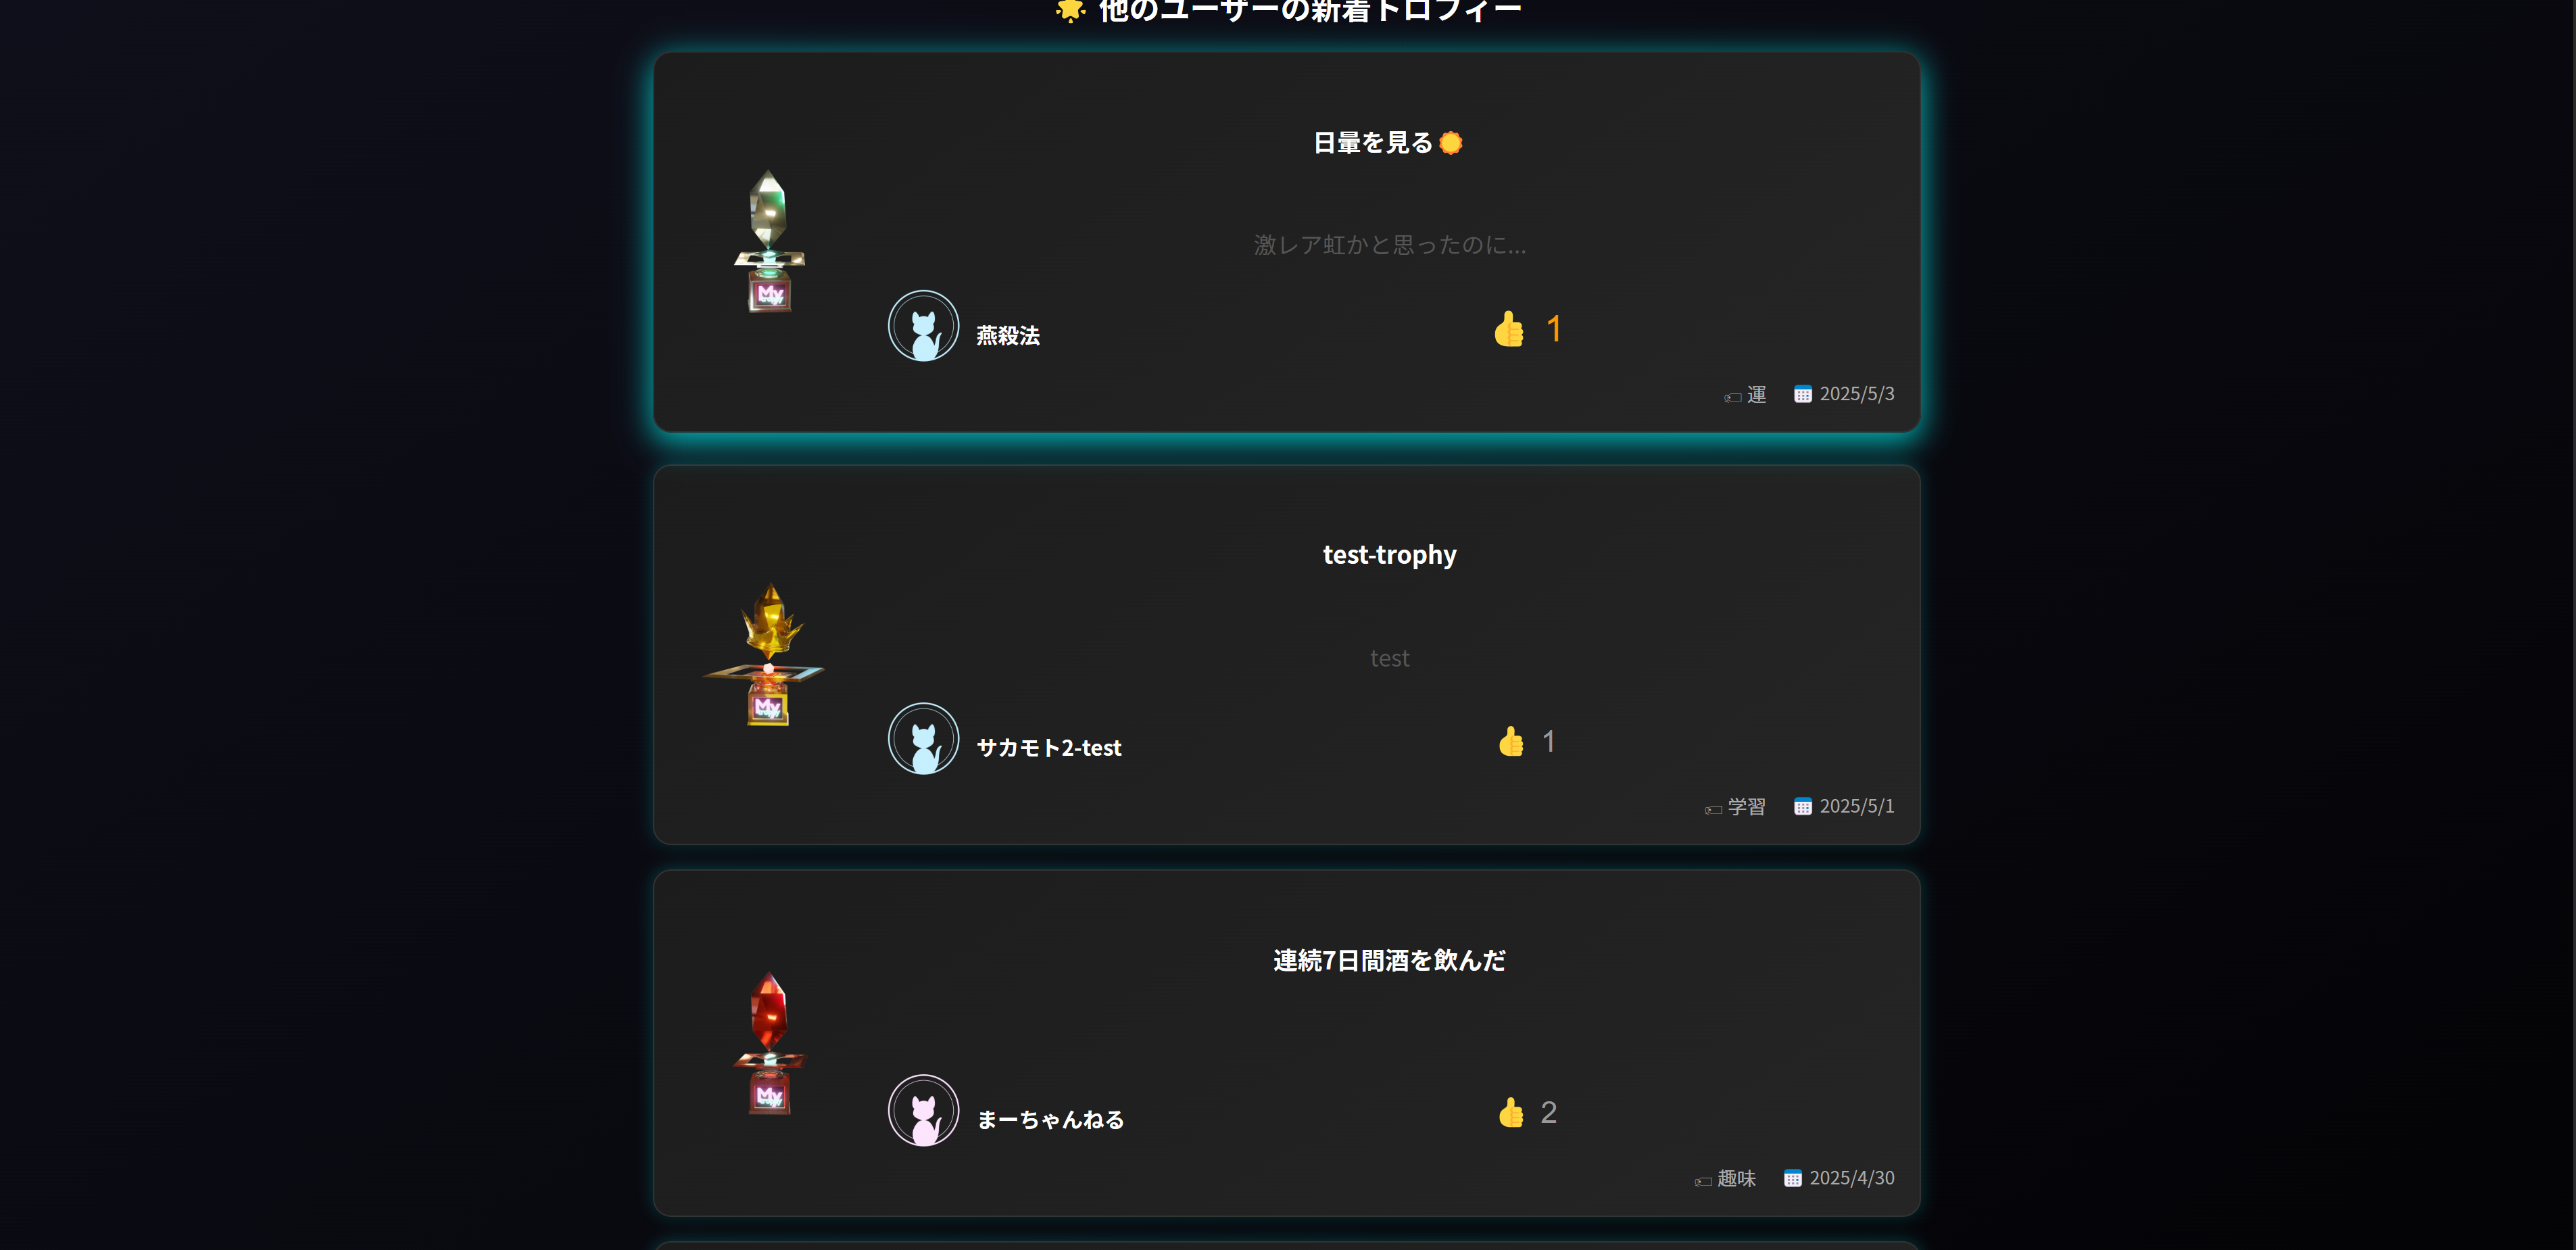 🌟 他のユーザーの新着トロフィー
日暈を見る🌞
激レア虹かと思ったのに...
My
燕殺法
👍 1
🏷 運 📅 2025/5/3
test-trophy
test
My
サカモト2-test
👍 1
🏷 学習 📅 2025/5/1
連続7日間酒を飲んだ
My
まーちゃんねる
👍 2
🏷 趣味 📅 2025/4/30